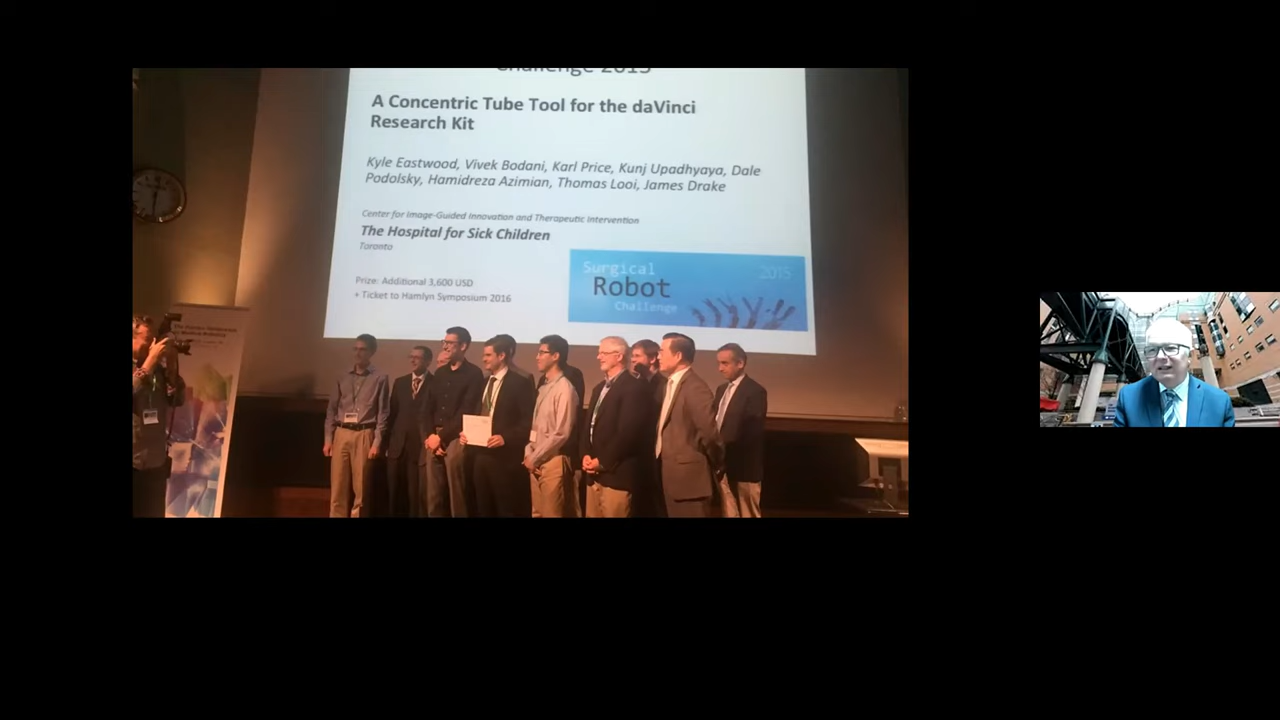 Challenge 2015
A Concentric Tube Tool for the daVinci
Research Kit
Kyle Eastwood, Vivek Bodani, Karl Price, Kunj Upadhyaya, Dale
Podolsky, Hamidreza Azimian, Thomas Looi, James Drake
Center for Image-Guided Innovation and Therapeutic Intervention
The Hospital for Sick Children
Toronto
Prize: Additional 3,600 USD
+ Ticket to Hamlyn Symposium 2016
Surgical
2015
Robot
Challenge